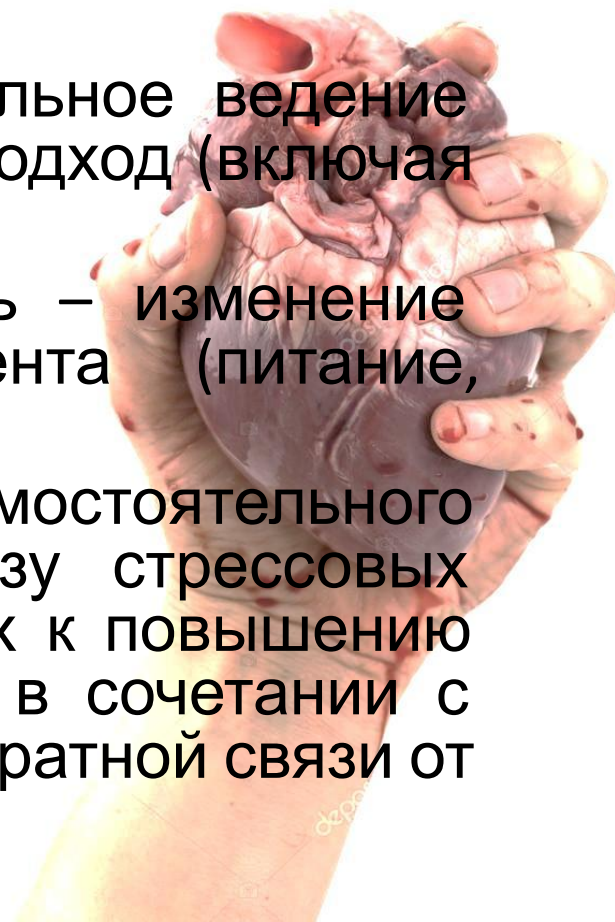 льное ведение
одход (включая
ь – изменение
ента (питание,
мостоятельного
зу стрессовых
х к повышению
в сочетании с
ратной связи от